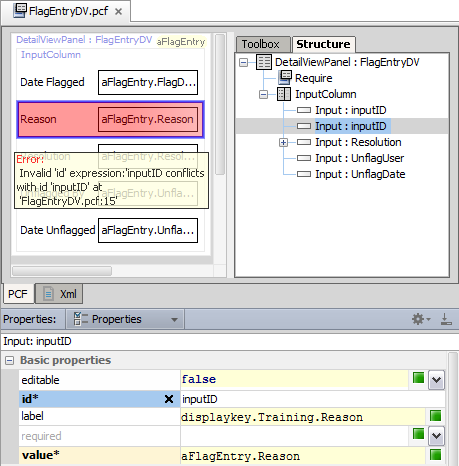 FlagEntryDV.pcf ×
DetailViewPanel : FlagEntryDV
aFlagEntry
InputColumn
Date Flagged
aFlagEntry.FlagD...
Reason
aFlagEntry.Reason
Resolution
aFlagEntry.Resol...
Error:
Invalid 'id' expression:'inputID conflicts
with id 'inputID'' at
'FlagEntryDV.pcf:15'
aFlagEntry.Unfla...
Date Unflagged
aFlagEntry.Unfla...
Toolbox
Structure
DetailViewPanel : FlagEntryDV
Require
InputColumn
Input : inputID
Input : inputID
Input : Resolution
Input : UnflagUser
Input : UnflagDate
PCF
Xml
Properties:
Properties
Input: inputID
Basic properties
editable
false
id*
inputID
label
displaykey.Training.Reason
required
value*
aFlagEntry.Reason